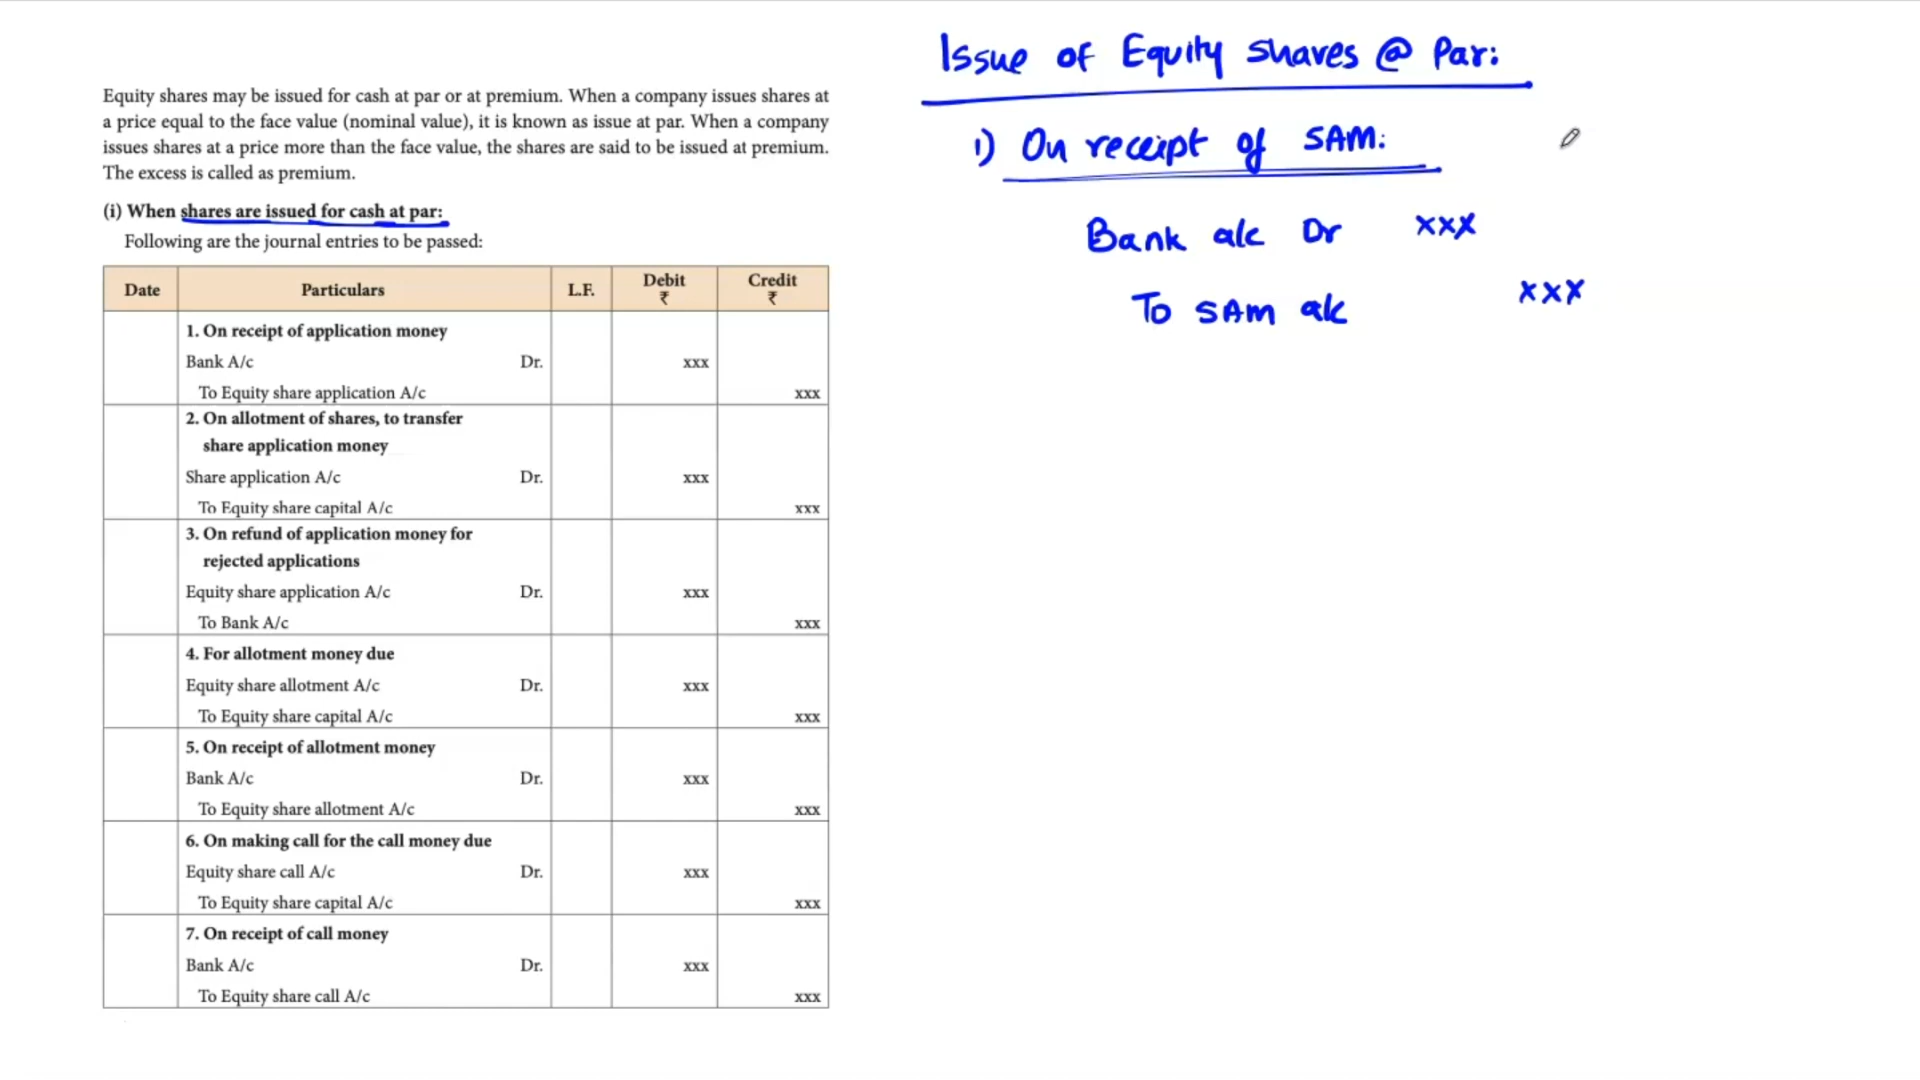 Equity shares may be issued for cash at par or at premium. When a company issues shares at
a price equal to the face value (nominal value), it is known as issue at par. When a company
issues shares at a price more than the face value, the shares are said to be issued at premium.
The excess is called as premium.
(i) When shares are issued for cash at par:
Following are the journal entries to be passed:
Date Particulars L.F. Debit ₹ Credit ₹
1. On receipt of application money
Bank A/c Dr. xxx
To Equity share application A/c xxx
2. On allotment of shares, to transfer
share application money
Share application A/c Dr. xxx
To Equity share capital A/c xxx
3. On refund of application money for
rejected applications
Equity share application A/c Dr. xxx
To Bank A/c xxx
4. For allotment money due
Equity share allotment A/c Dr. xxx
To Equity share capital A/c xxx
5. On receipt of allotment money
Bank A/c Dr. xxx
To Equity share allotment A/c xxx
6. On making call for the call money due
Equity share call A/c Dr. xxx
To Equity share capital A/c xxx
7. On receipt of call money
Bank A/c Dr. xxx
To Equity share call A/c xxx
Issue of Equity shares @ Par:
1) On receipt of SAM:
Bank a/c Dr xxx
To SAM a/c xxx